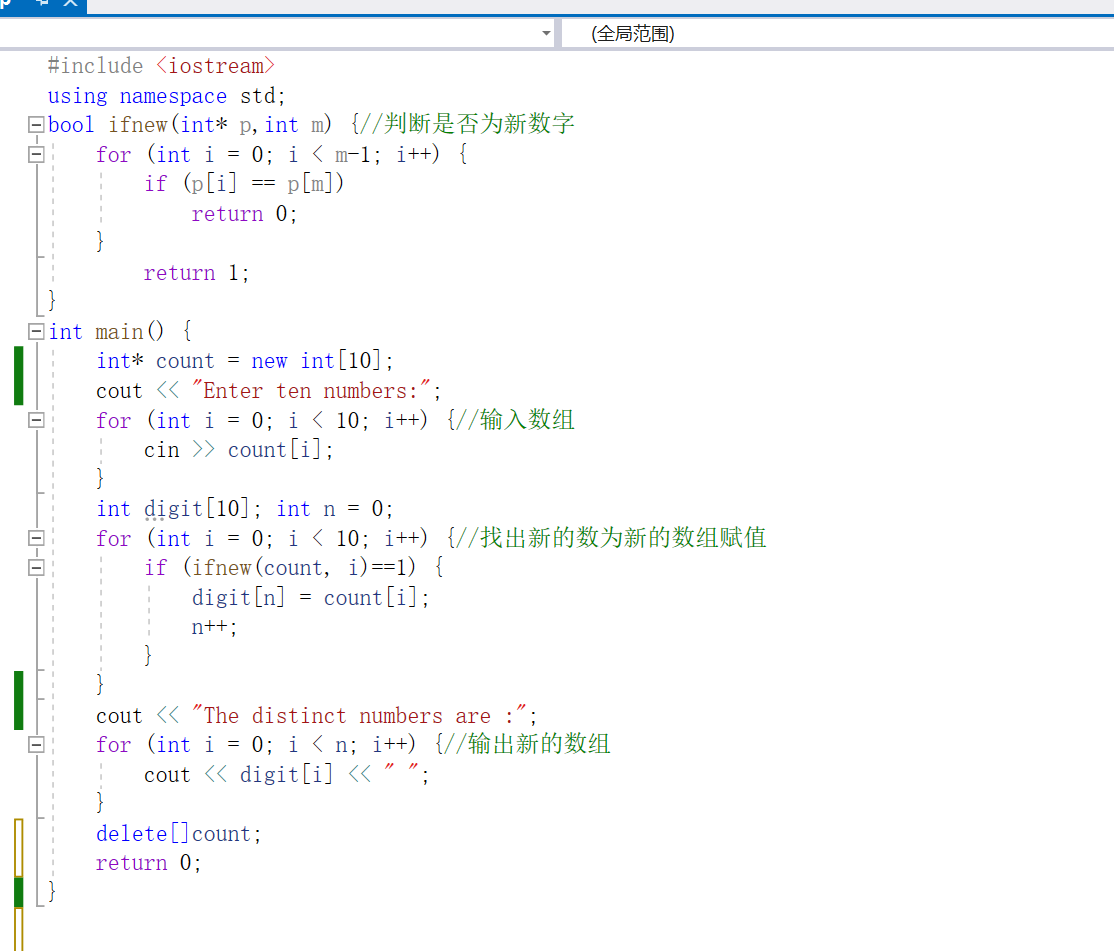 (全局范围)
#include <iostream>
using namespace std;
bool ifnew(int* p,int m) {//判断是否为新数字
    for (int i = 0; i < m-1; i++) {
        if (p[i] == p[m])
            return 0;
    }
        return 1;
}
int main() {
    int* count = new int[10];
    cout << "Enter ten numbers:";
    for (int i = 0; i < 10; i++) {//输入数组
        cin >> count[i];
    }
    int digit[10]; int n = 0;
    for (int i = 0; i < 10; i++) {//找出新的数为新的数组赋值
        if (ifnew(count, i)==1) {
            digit[n] = count[i];
            n++;
        }
    }
    cout << "The distinct numbers are :";
    for (int i = 0; i < n; i++) {//输出新的数组
        cout << digit[i] << " ";
    }
    delete[]count;
    return 0;
}